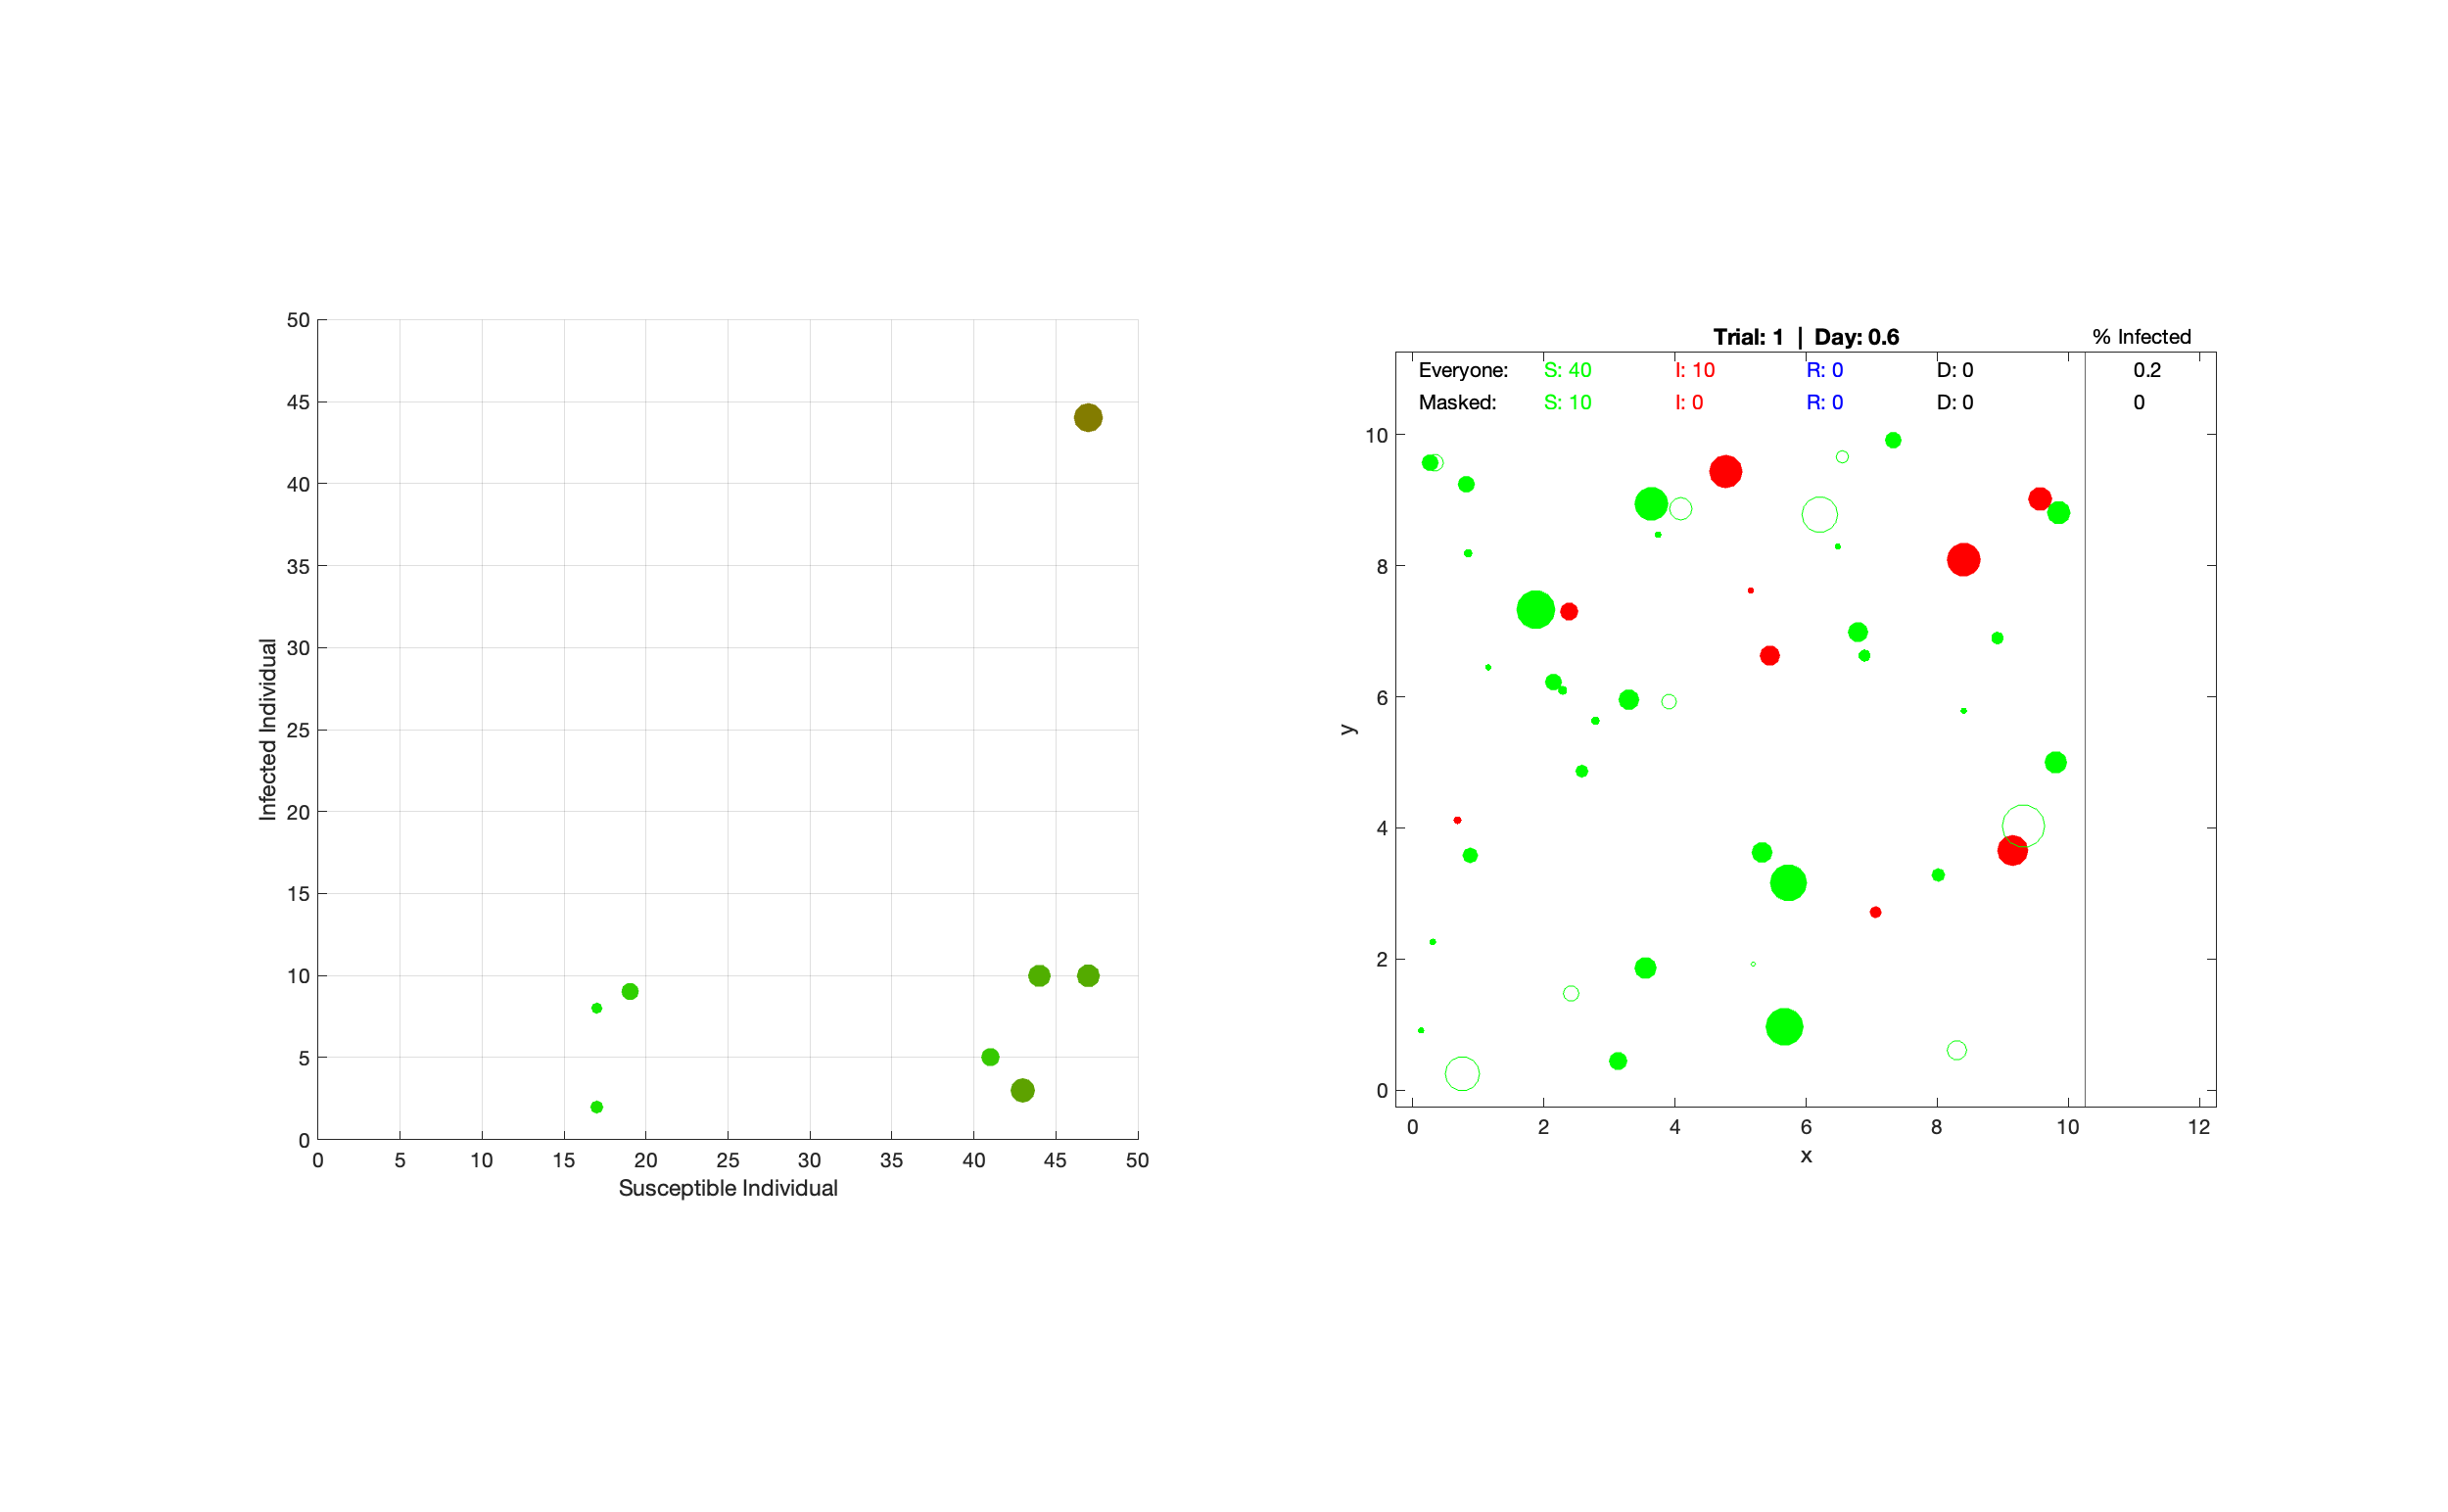 50
45
40
35
30
25
20
15
10
5
0
Infected Individual
0 5 10 15 20 25 30 35 40 45 50
Susceptible Individual
Trial: 1 | Day: 0.6 % Infected
Everyone: S: 40 I: 10 R: 0 D: 0 0.2
Masked: S: 10 I: 0 R: 0 D: 0 0
10
8
6
4
2
0
y
0 2 4 6 8 10 12
x